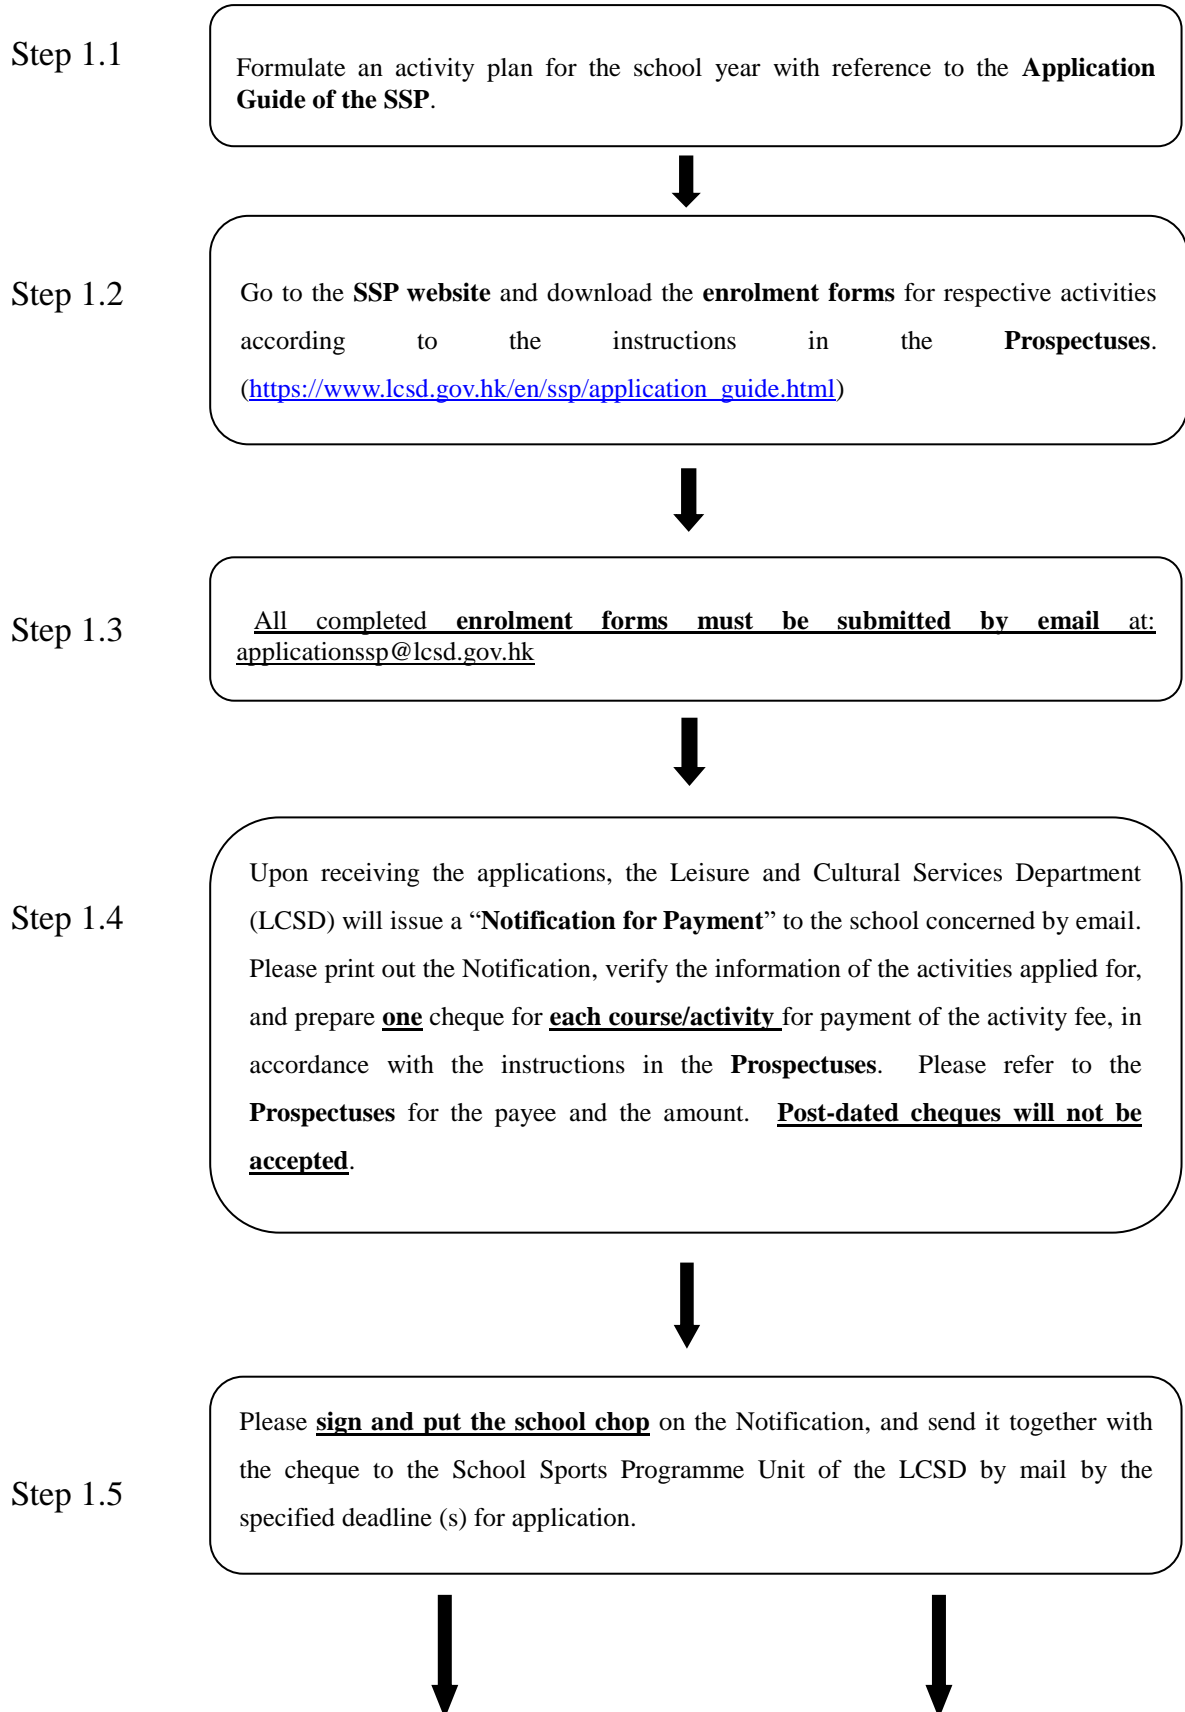 Step 1.1
Formulate an activity plan for the school year with reference to the Application
Guide of the SSP.
Step 1.2
Go to the SSP website and download the enrolment forms for respective activities
according to the instructions in the Prospectuses.
(https://www.lcsd.gov.hk/en/ssp/application_guide.html)
Step 1.3
All completed enrolment forms must be submitted by email at:
applicationssp@lcsd.gov.hk
Step 1.4
Upon receiving the applications, the Leisure and Cultural Services Department
(LCSD) will issue a “Notification for Payment” to the school concerned by email.
Please print out the Notification, verify the information of the activities applied for,
and prepare one cheque for each course/activity for payment of the activity fee, in
accordance with the instructions in the Prospectuses. Please refer to the
Prospectuses for the payee and the amount. Post-dated cheques will not be
accepted.
Step 1.5
Please sign and put the school chop on the Notification, and send it together with
the cheque to the School Sports Programme Unit of the LCSD by mail by the
specified deadline (s) for application.